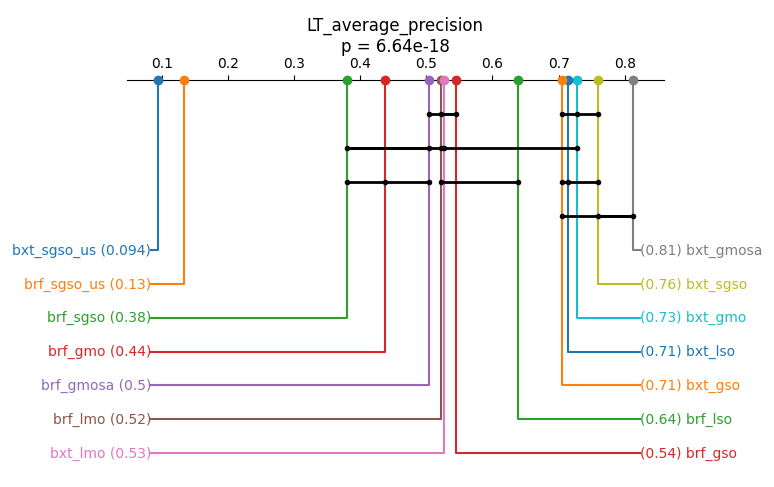 LT_average_precision
p = 6.64e-18
0.1 0.2 0.3 0.4 0.5 0.6 0.7 0.8
bxt_sgso_us (0.094) (0.81) bxt_gmosa
brf_sgso_us (0.13) (0.76) bxt_sgso
brf_sgso (0.38) (0.73) bxt_gmo
brf_gmo (0.44) (0.71) bxt_lso
brf_gmosa (0.5) (0.71) bxt_gso
brf_lmo (0.52) (0.64) brf_lso
bxt_lmo (0.53) (0.54) brf_gso